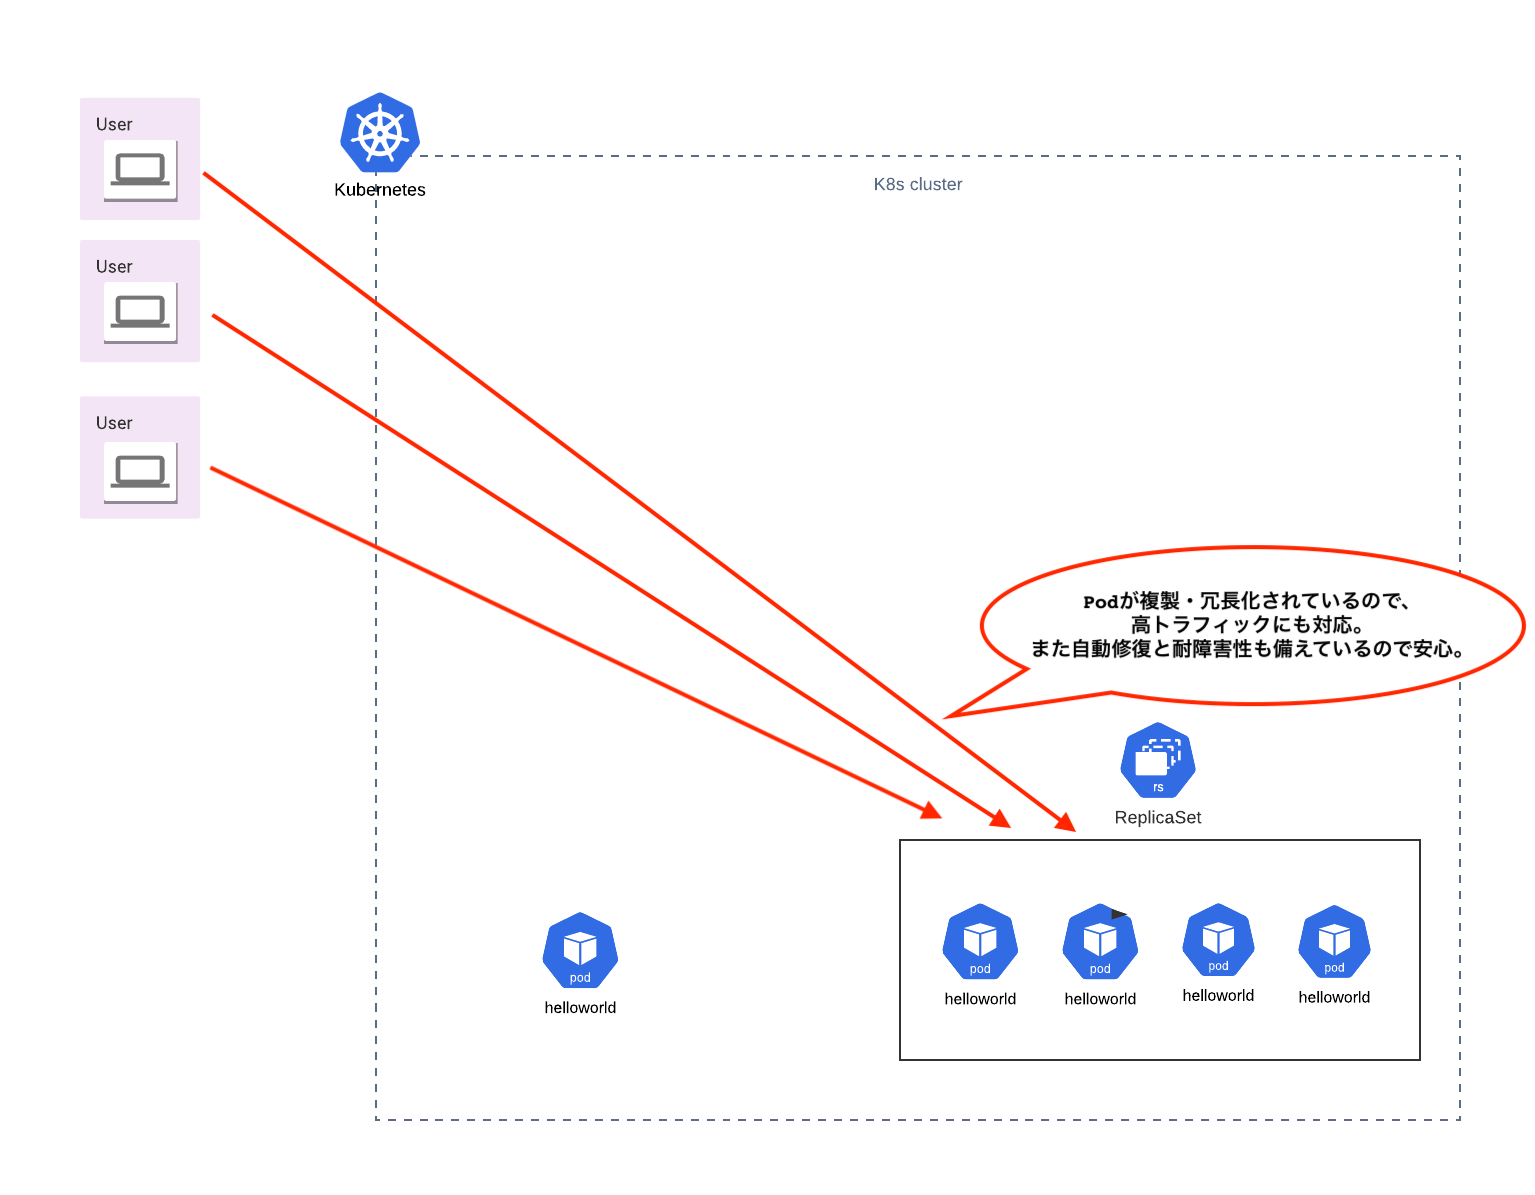 User
User
User
Kubernetes
K8s cluster
Podが複製・冗長化されているので、
高トラフィックにも対応。
また自動修復と耐障害性も備えているので安心。
rs
ReplicaSet
pod
helloworld
pod
helloworld
pod
helloworld
pod
helloworld
pod
helloworld